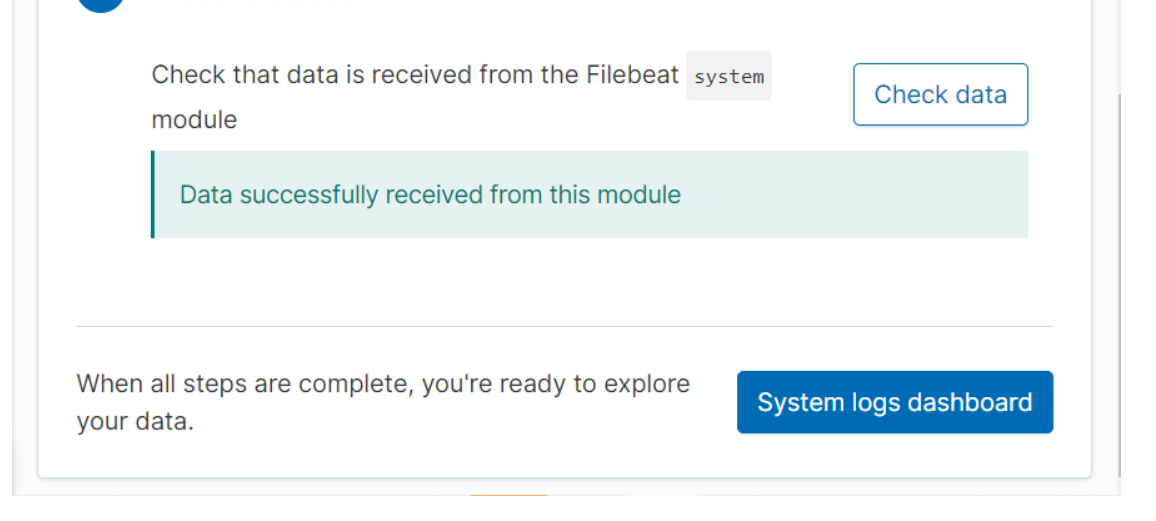 Check that data is received from the Filebeat system
module
Check data
Data successfully received from this module
When all steps are complete, you're ready to explore
your data.
System logs dashboard